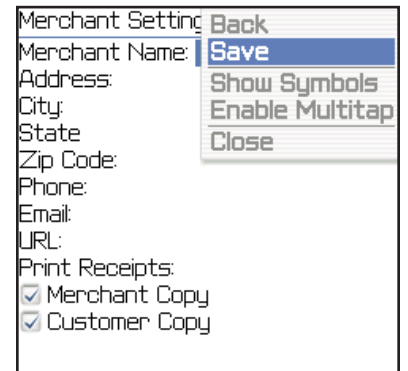 Merchant Setting
Back
Merchant Name:
Save
Address:
Show Symbols
City:
Enable Multitap
State
Close
Zip Code:
Phone:
Email:
URL:
Print Receipts:
Merchant Copy
Customer Copy